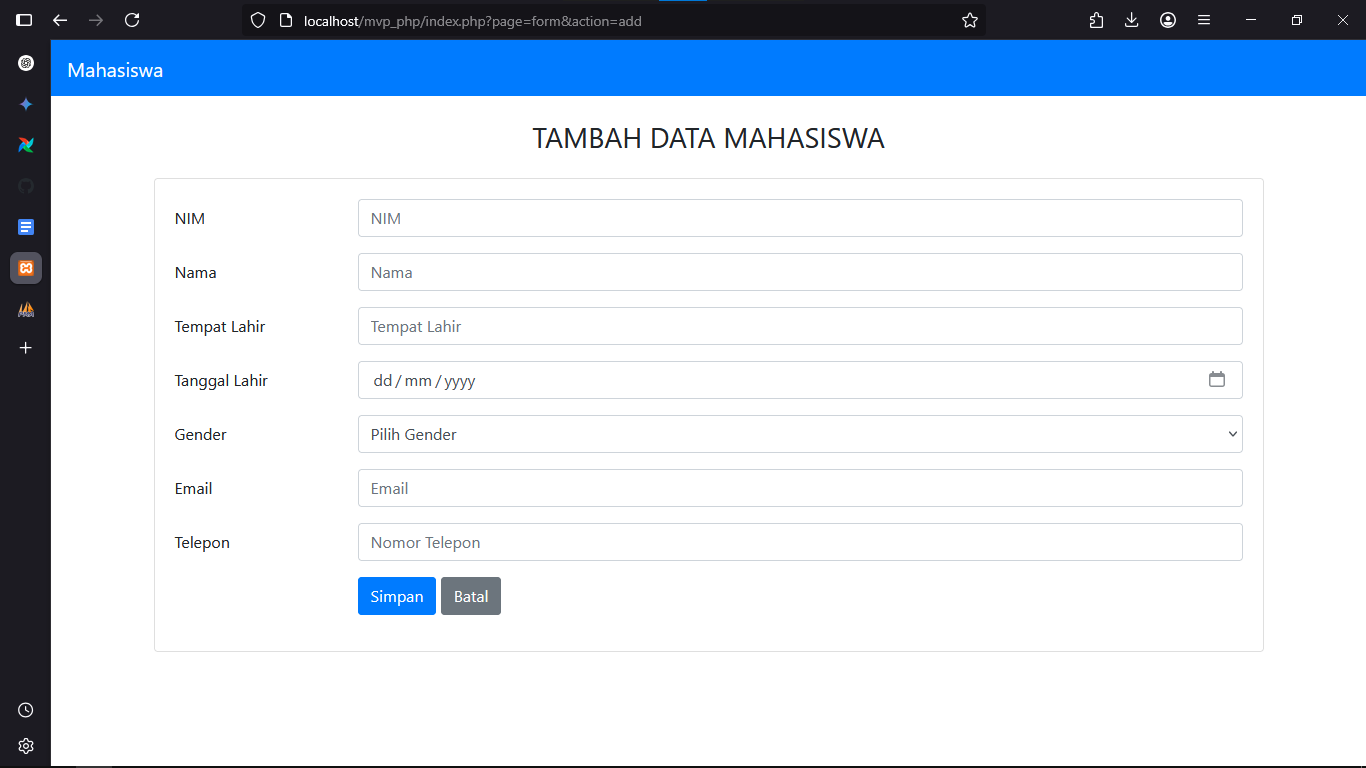 localhost/mvp_php/index.php?page=form&action=add
Mahasiswa
TAMBAH DATA MAHASISWA
NIM NIM
Nama Nama
Tempat Lahir Tempat Lahir
Tanggal Lahir dd / mm / yyyy
Gender Pilih Gender
Email Email
Telepon Nomor Telepon
Simpan Batal